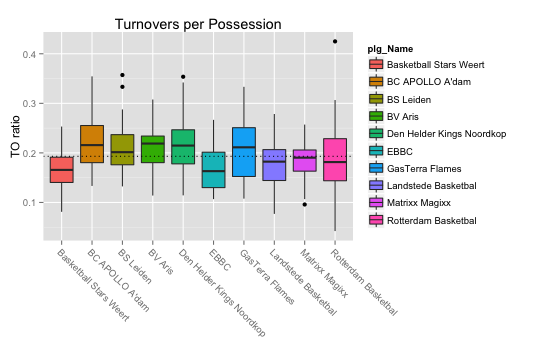 Turnovers per Possession
TO ratio
0.4
0.3
0.2
0.1
Basketball Stars Weert
BC APOLLO A'dam
BS Leiden
BV Aris
Den Helder Kings Noordkop
EBBC
GasTerra Flames
Landstede Basketbal
Matrixx Magixx
Rotterdam Basketbal
plg_Name
Basketball Stars Weert
BC APOLLO A'dam
BS Leiden
BV Aris
Den Helder Kings Noordkop
EBBC
GasTerra Flames
Landstede Basketbal
Matrixx Magixx
Rotterdam Basketbal